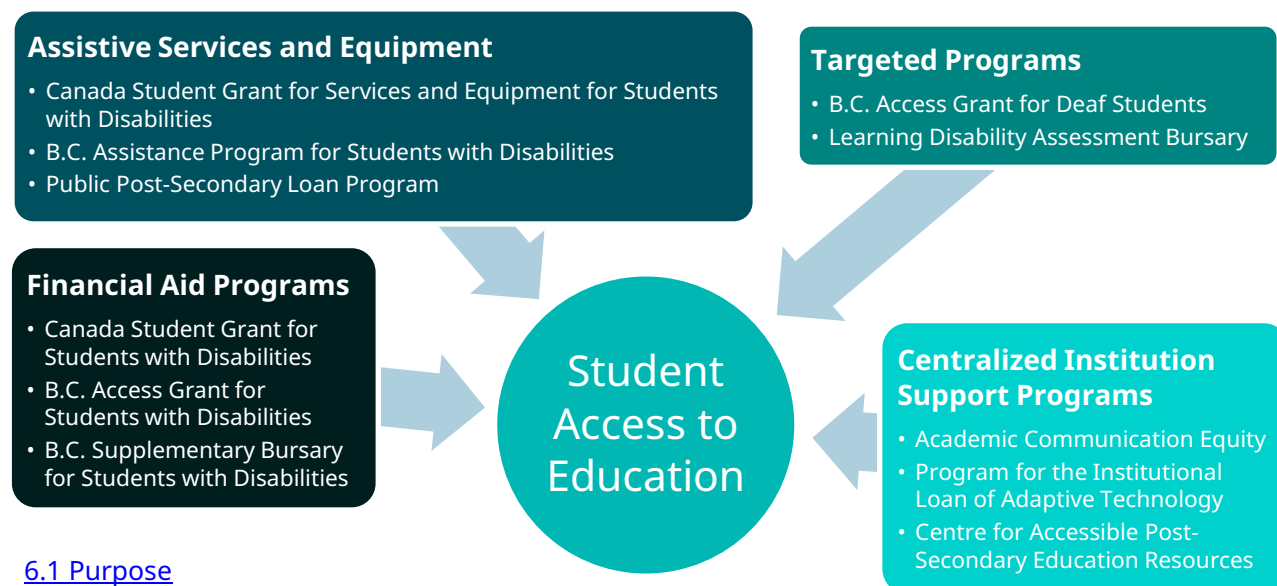 Assistive Services and Equipment
• Canada Student Grant for Services and Equipment for Students
with Disabilities
• B.C. Assistance Program for Students with Disabilities
• Public Post-Secondary Loan Program
Targeted Programs
• B.C. Access Grant for Deaf Students
• Learning Disability Assessment Bursary
Financial Aid Programs
• Canada Student Grant for
Students with Disabilities
• B.C. Access Grant for
Students with Disabilities
• B.C. Supplementary Bursary
for Students with Disabilities
Student
Access to
Education
Centralized Institution
Support Programs
• Academic Communication Equity
• Program for the Institutional
Loan of Adaptive Technology
• Centre for Accessible Post-
Secondary Education Resources
6.1 Purpose